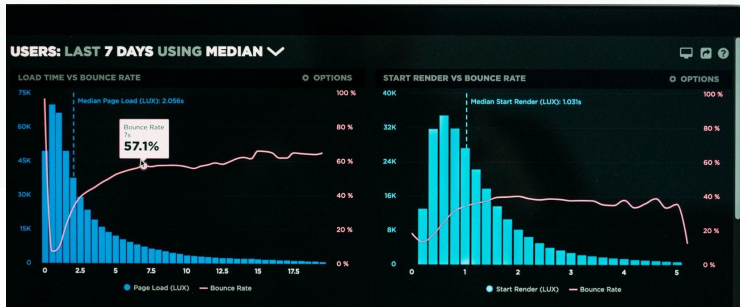 USERS: LAST 7 DAYS USING MEDIAN
LOAD TIME VS BOUNCE RATE
OPTIONS
75K
60K
45K
30K
15K
0
100 %
80 %
60 %
40 %
20 %
0 %
Median Page Load (LUX): 2.056s
Bounce Rate
7s
57.1%
0 2.5 5 7.5 10 12.5 15 17.5
Page Load (LUX) Bounce Rate
START RENDER VS BOUNCE RATE
OPTIONS
40K
32K
24K
16K
8K
0
100 %
80 %
60 %
40 %
20 %
0 %
Median Start Render (LUX): 1.031s
0 1 2 3 4 5
Start Render (LUX) Bounce Rate